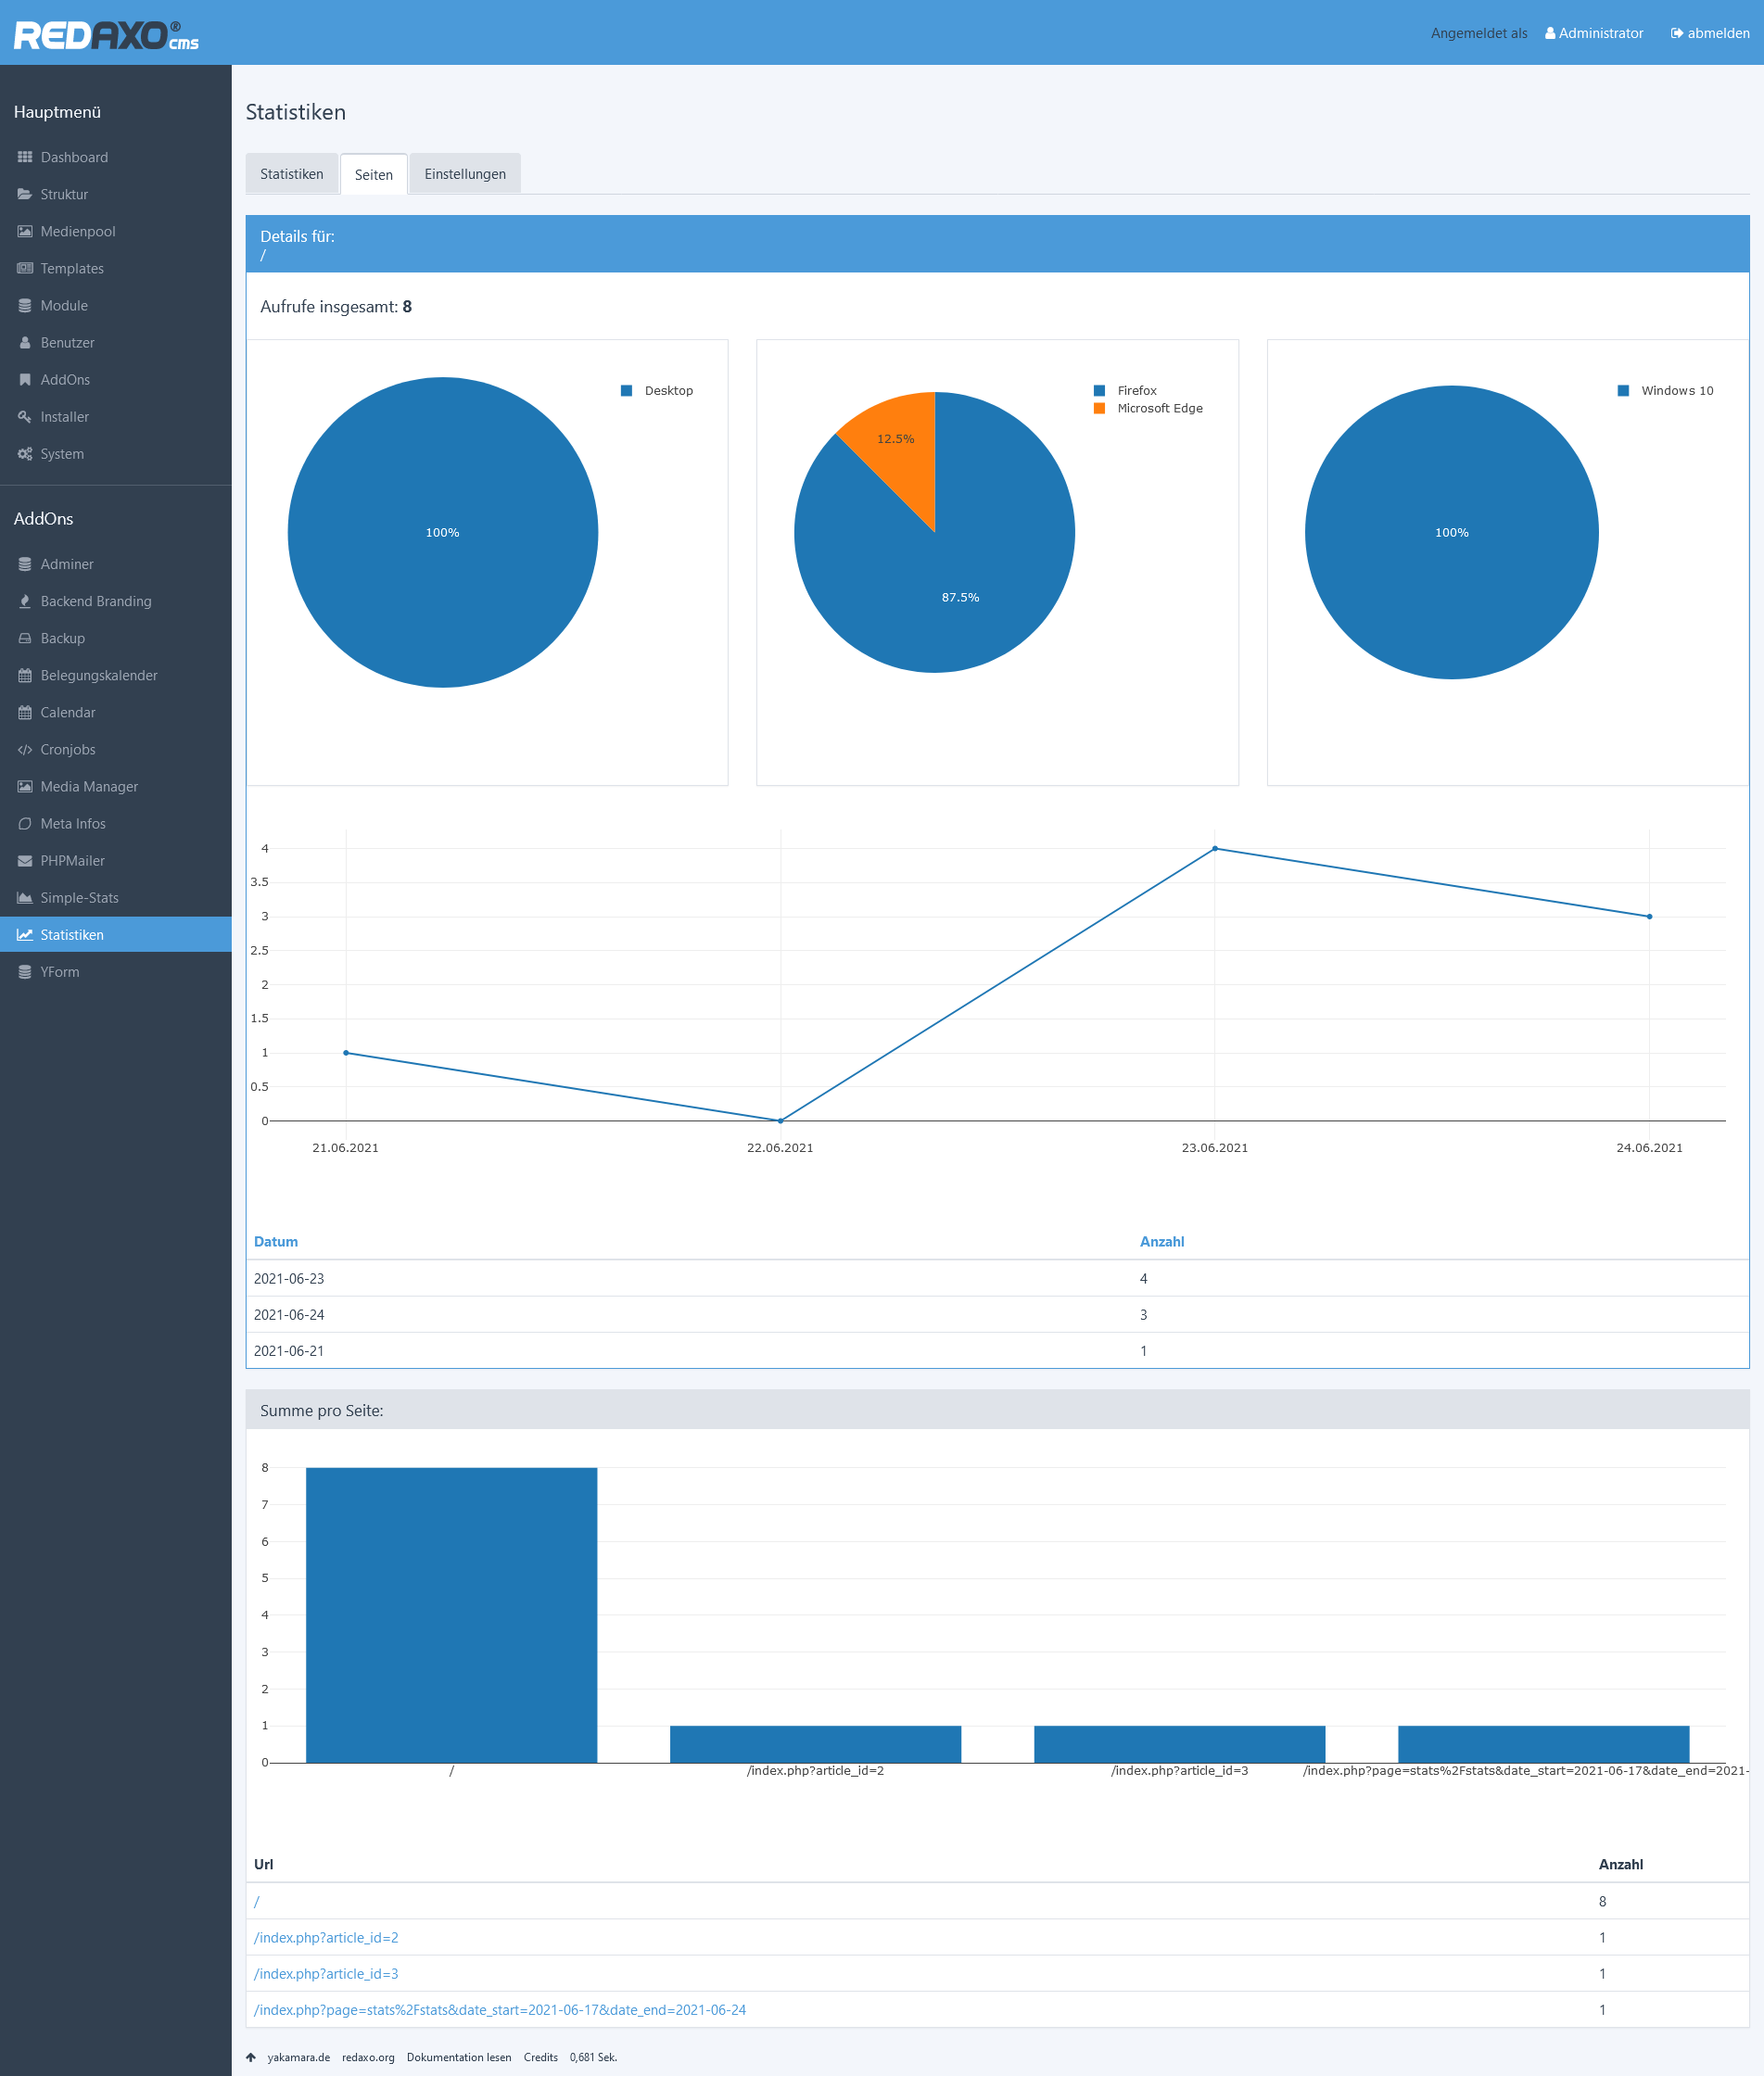 REDAXO® cms
Angemeldet als Administrator abmelden
Hauptmenü
Dashboard
Struktur
Medienpool
Templates
Module
Benutzer
AddOns
Installer
System
AddOns
Adminer
Backend Branding
Backup
Belegungskalender
Calendar
Cronjobs
Media Manager
Meta Infos
PHPMailer
Simple-Stats
Statistiken
YForm
Statistiken
Statistiken Seiten Einstellungen
Details für:
/
Aufrufe insgesamt: 8
Desktop
100%
Firefox
Microsoft Edge
12.5%
87.5%
Windows 10
100%
4
3.5
3
2.5
2
1.5
1
0.5
0
21.06.2021 22.06.2021 23.06.2021 24.06.2021
Datum Anzahl
2021-06-23 4
2021-06-24 3
2021-06-21 1
Summe pro Seite:
8
7
6
5
4
3
2
1
0
/ /index.php?article_id=2 /index.php?article_id=3 /index.php?page=stats%2Fstats&date_start=2021-06-17&date_end=2021-
Url Anzahl
/ 8
/index.php?article_id=2 1
/index.php?article_id=3 1
/index.php?page=stats%2Fstats&date_start=2021-06-17&date_end=2021-06-24 1
yakamara.de redaxo.org Dokumentation lesen Credits 0,681 Sek.